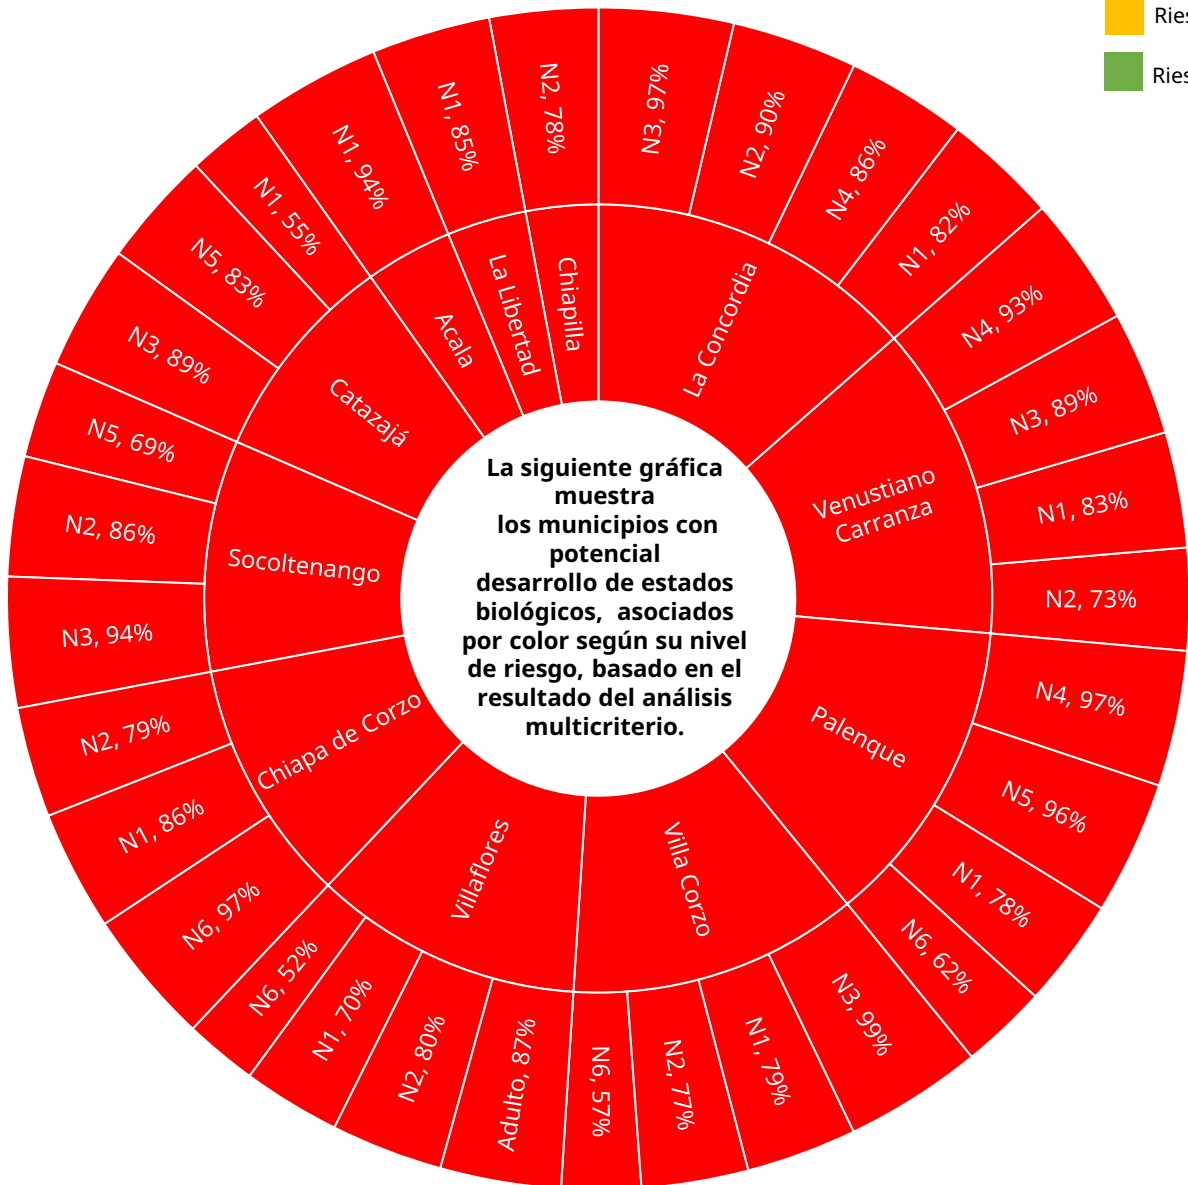 Ries
Ries
La siguiente gráfica
muestra
los municipios con
potencial
desarrollo de estados
biológicos, asociados
por color según su nivel
de riesgo, basado en el
resultado del análisis
multicriterio.
La Concordia
N3, 97%
N2, 90%
N4, 86%
N1, 82%
Venustiano
Carranza
N4, 93%
N3, 89%
N1, 83%
N2, 73%
Palenque
N4, 97%
N5, 96%
N1, 78%
N6, 62%
Villa Corzo
N3, 99%
N1, 79%
N2, 77%
N6, 57%
Villaflores
Adulto, 87%
N2, 80%
N1, 70%
N6, 52%
Chiapa de Corzo
N6, 97%
N1, 86%
N2, 79%
Socoltenango
N3, 94%
N2, 86%
N5, 69%
Catazajá
N3, 89%
N5, 83%
N1, 55%
Acala
N1, 94%
La Libertad
N1, 85%
Chiapilla
N2, 78%